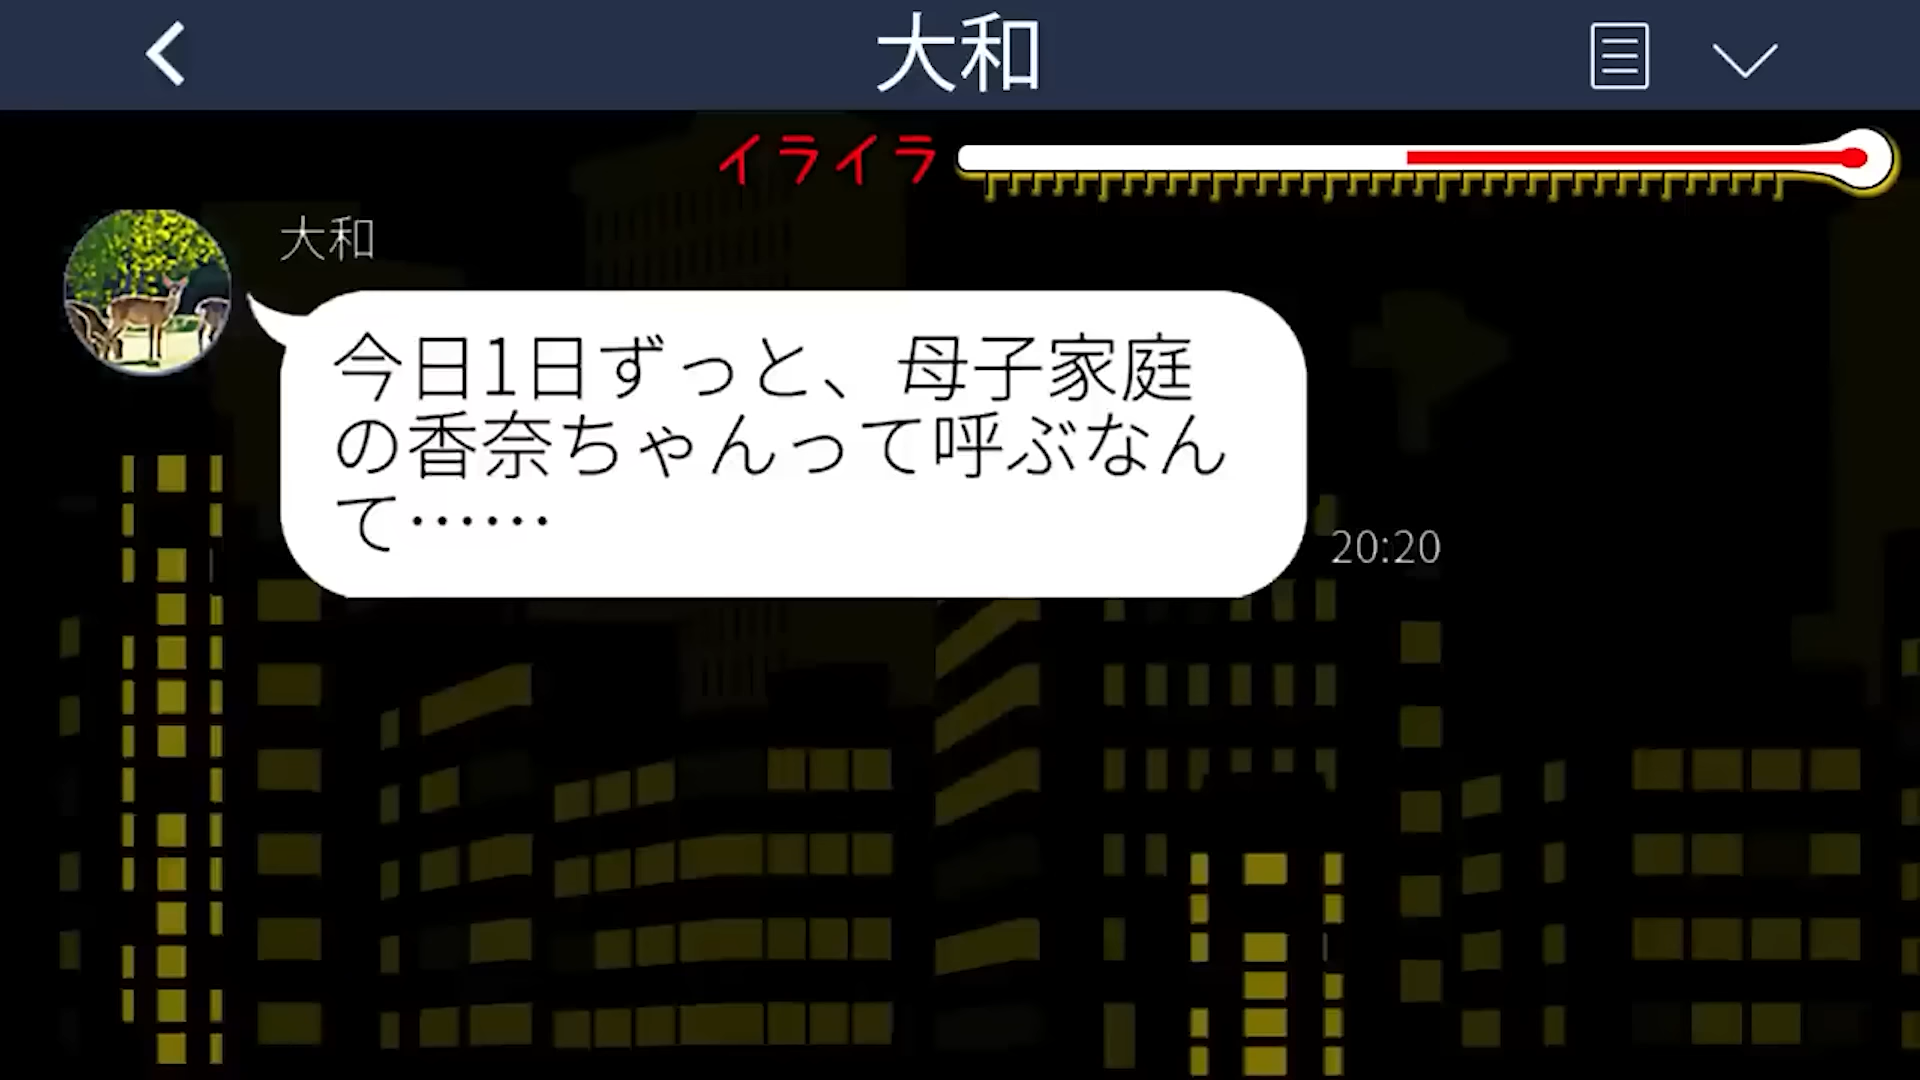 大和
イライラ
大和
今日1日ずっと、母子家庭
の香奈ちゃんって呼ぶなん
て……
20:20